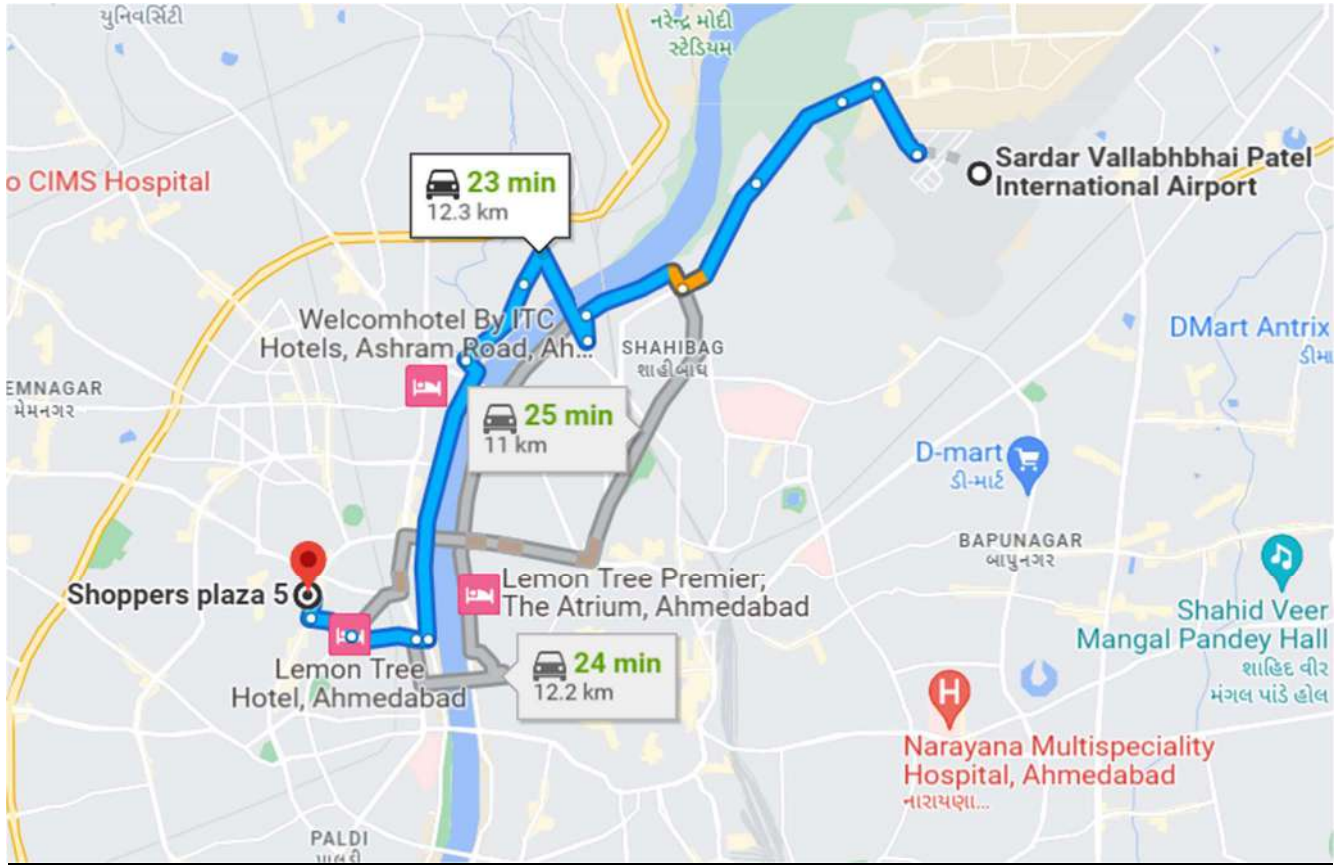 યુનિવર્સિટી
નરેન્દ્ર મોદી
સ્ટેડિયમ
Sardar Vallabhbhai Patel
International Airport
o CIMS Hospital
23 min
12.3 km
Welcomhotel By ITC
Hotels, Ashram Road, Ah...
SHAHIBAG
શાહીબાઘ
DMart Antrix
ડીમા
EMNAGAR
મેમનગર
25 min
11 km
D-mart
ડી-માર્ટ
BAPUNAGAR
બાપુનગર
Shoppers plaza 5
Lemon Tree Premier;
The Atrium, Ahmedabad
Shahid Veer
Mangal Pandey Hall
શાહિદ વીર
મંગલ પાંડે હોલ
Lemon Tree
Hotel, Ahmedabad
24 min
12.2 km
H
Narayana Multispeciality
Hospital, Ahmedabad
નારાયણા...
PALDI